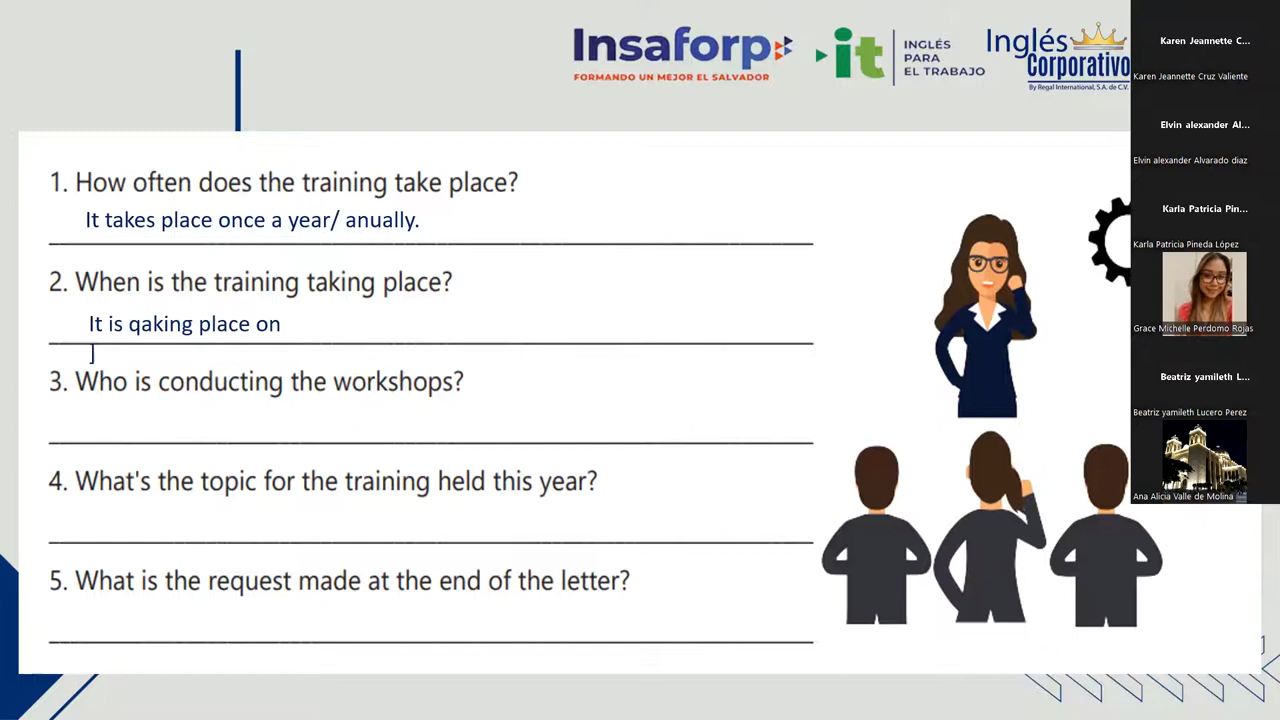 Insaforp
FORMANDO UN MEJOR EL SALVADOR
it
INGLÉS
PARA
EL TRABAJO
Inglés
Corporativo
By Regal International, S.A. de C.V.
1. How often does the training take place?
It takes place once a year/ anually.
2. When is the training taking place?
It is qaking place on
]
3. Who is conducting the workshops?
4. What's the topic for the training held this year?
5. What is the request made at the end of the letter?
Karen Jeannette C...
Karen Jeannette Cruz Valiente
Elvin alexander Al...
Elvin alexander Alvarado diaz
Karla Patricia Pin...
Karla Patricia Pineda López
Grace Michelle Perdomo Rojas
Beatriz yamileth L...
Beatriz yamileth Lucero Perez
Ana Alicia Valle de Molina